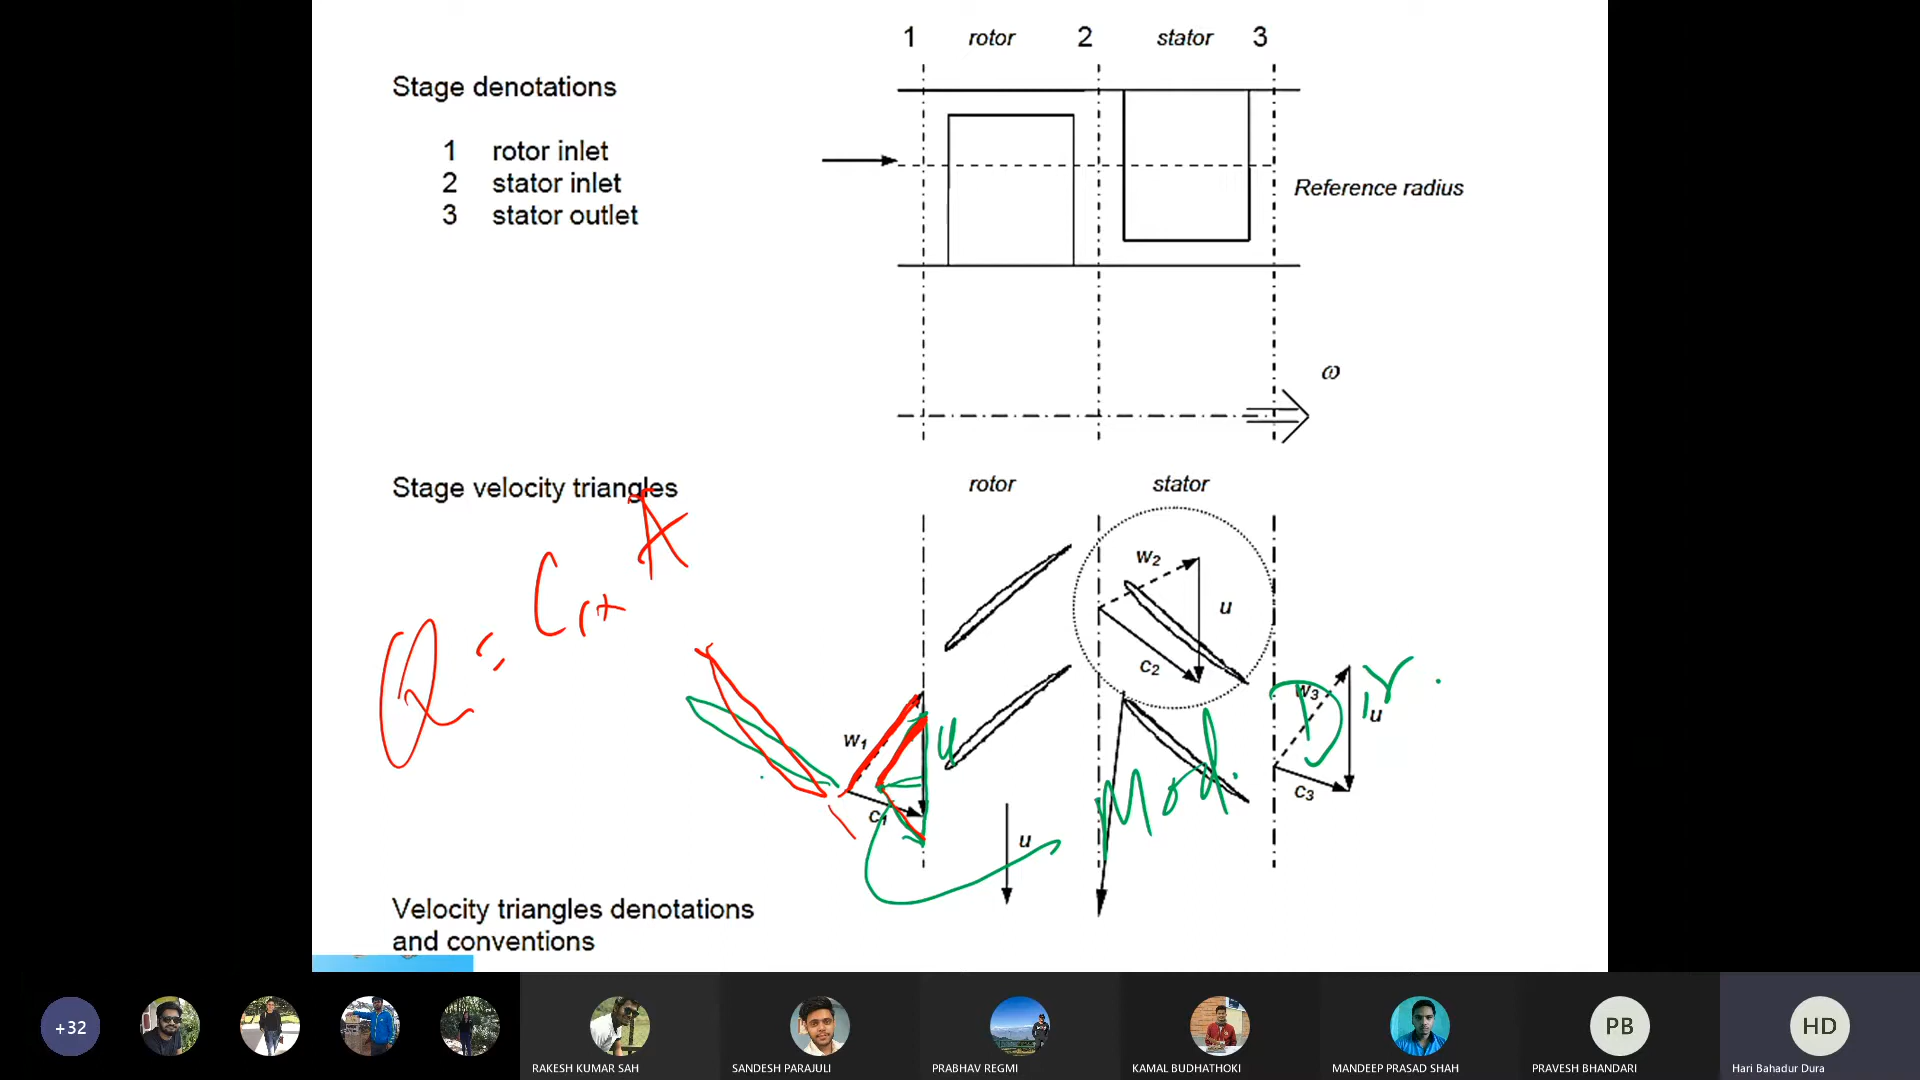 1 rotor 2 stator 3
Stage denotations
1 rotor inlet
2 stator inlet
3 stator outlet
Reference radius
ω
Stage velocity triangles
rotor stator
A
Q =
w2
u
c2
w3
u
w1
u
c1
c3
Mod.
u
Velocity triangles denotations
and conventions
+32
RAKESH KUMAR SAH
SANDESH PARAJULI
PRABHAV REGMI
KAMAL BUDHATHOKI
MANDEEP PRASAD SHAH
PB
PRAVESH BHANDARI
HD
Hari Bahadur Dura